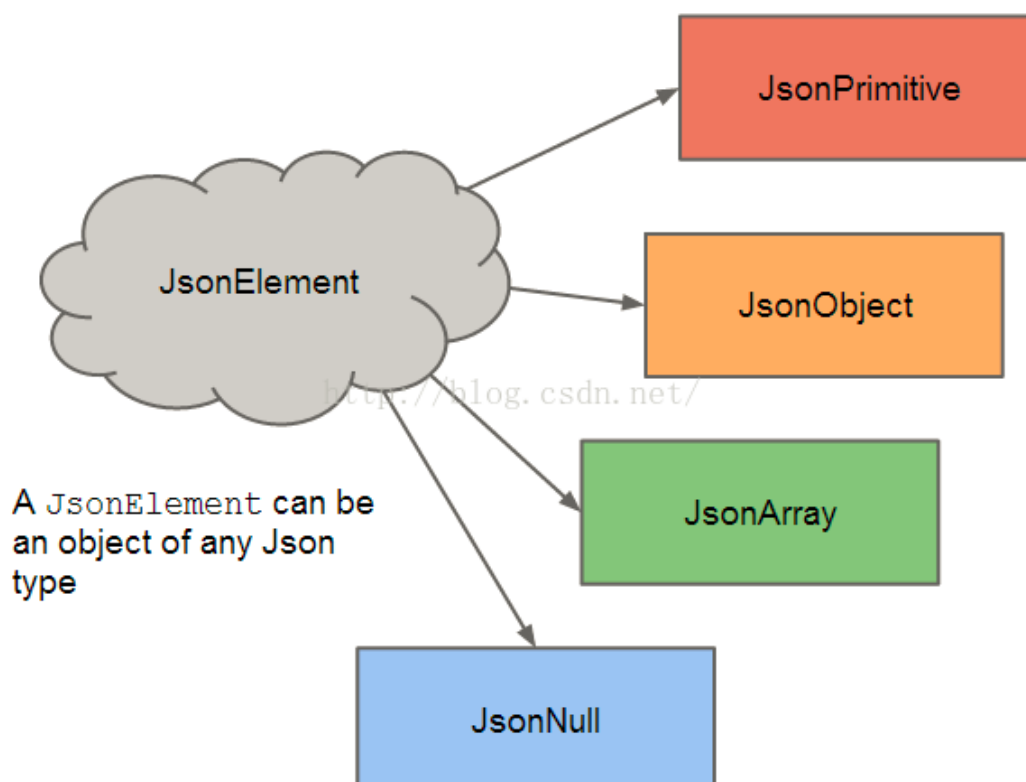 JsonPrimitive
JsonElement
JsonObject
http://blog.csdn.net/
A JsonElement can be
an object of any Json
type
JsonArray
JsonNull